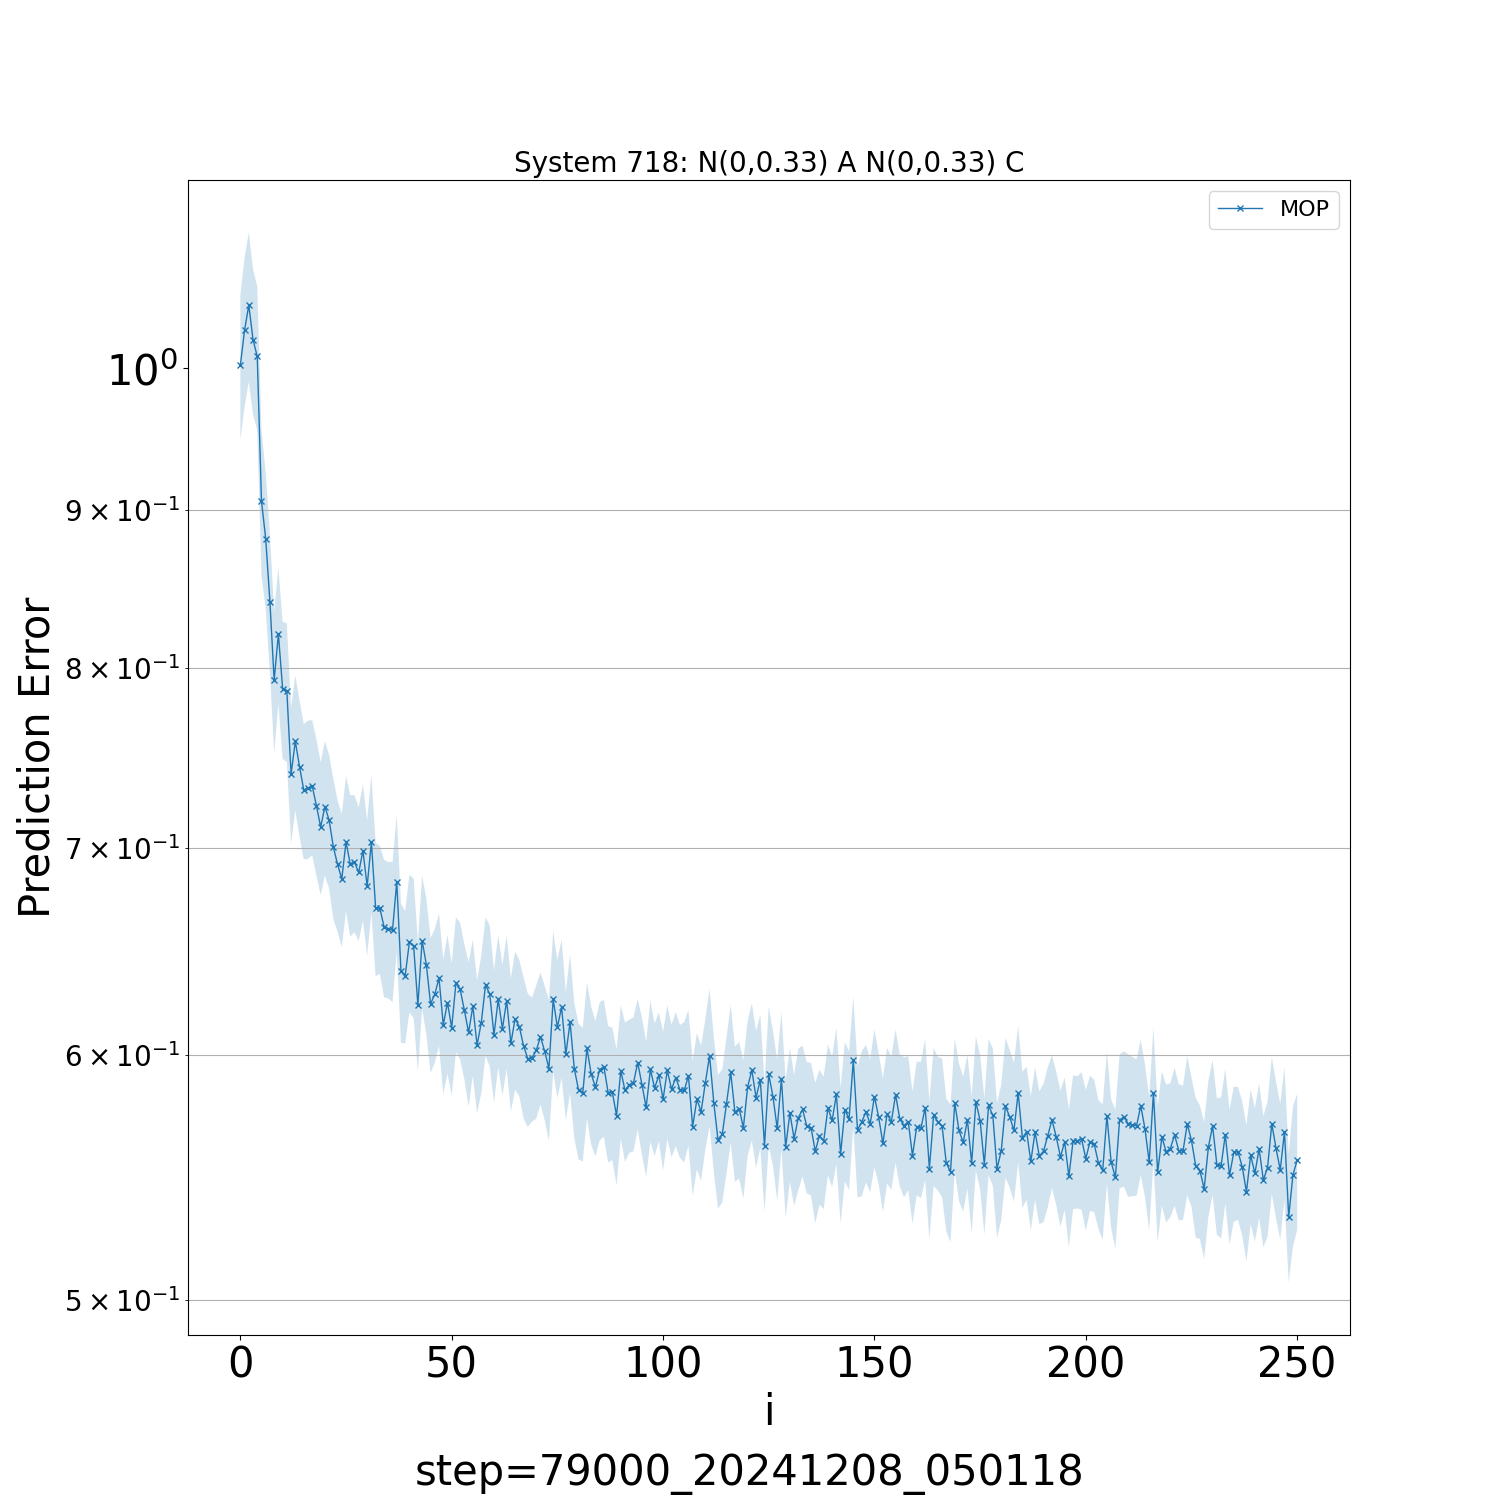 System 718: N(0,0.33) A N(0,0.33) C
MOP
Prediction Error
10⁰
9 × 10⁻¹
8 × 10⁻¹
7 × 10⁻¹
6 × 10⁻¹
5 × 10⁻¹
0 50 100 150 200 250
i
step=79000_20241208_050118